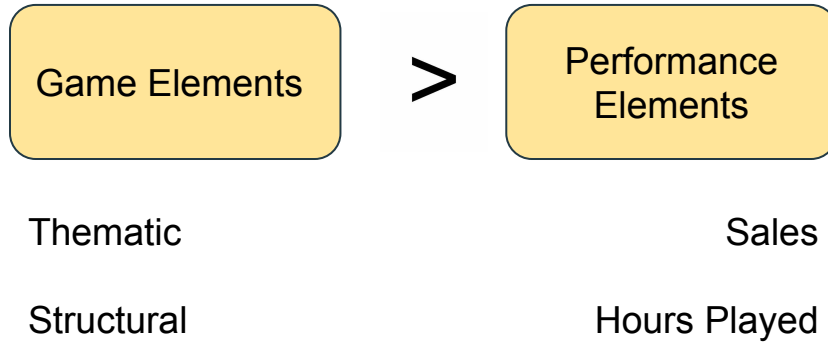 Game Elements
>
Performance
Elements
Thematic
Sales
Structural
Hours Played